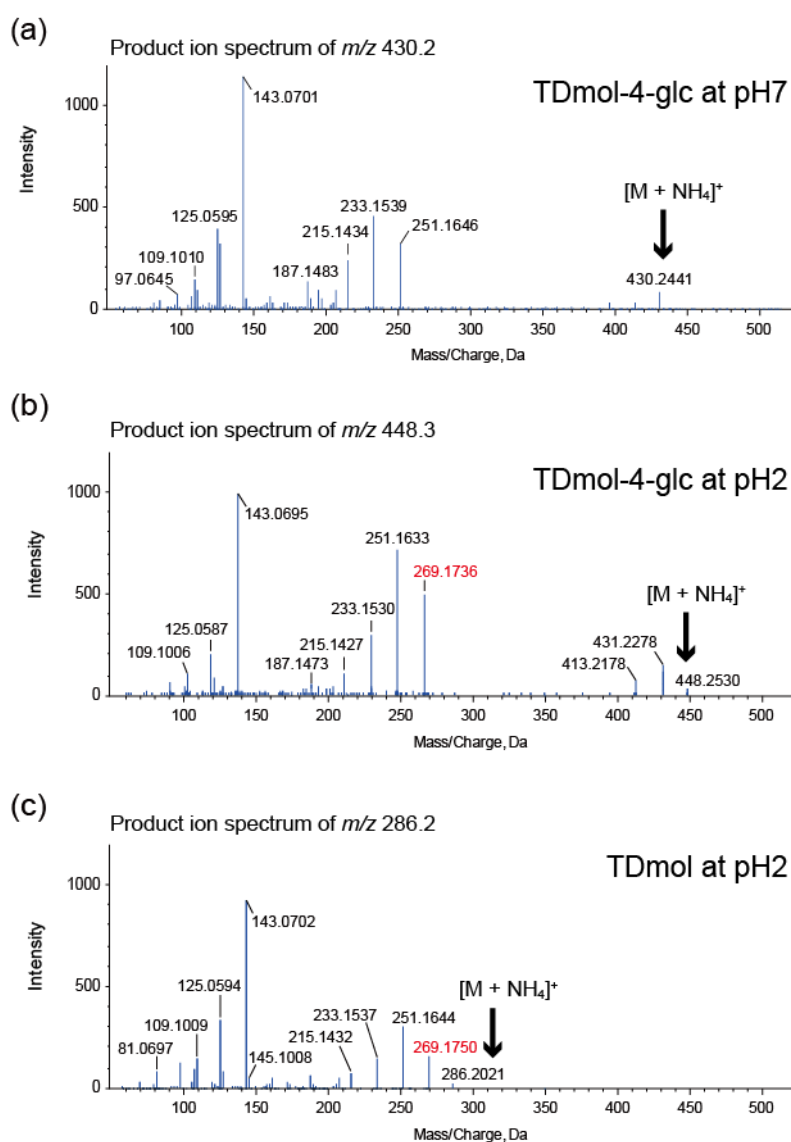 (a)
Product ion spectrum of m/z 430.2
TDmol-4-glc at pH7
1000
500
0
Intensity
143.0701
125.0595
109.1010
97.0645
187.1483
215.1434
233.1539
251.1646
[M + NH₄]⁺
430.2441
100 150 200 250 300 350 400 450 500
Mass/Charge, Da
(b)
Product ion spectrum of m/z 448.3
TDmol-4-glc at pH2
1000
500
0
Intensity
143.0695
125.0587
109.1006
187.1473
215.1427
233.1530
251.1633
269.1736
[M + NH₄]⁺
431.2278
413.2178
448.2530
100 150 200 250 300 350 400 450 500
Mass/Charge, Da
(c)
Product ion spectrum of m/z 286.2
TDmol at pH2
1000
500
0
Intensity
143.0702
125.0594
109.1009
81.0697
145.1008
215.1432
233.1537
251.1644
269.1750
[M + NH₄]⁺
286.2021
100 150 200 250 300 350 400 450 500
Mass/Charge, Da